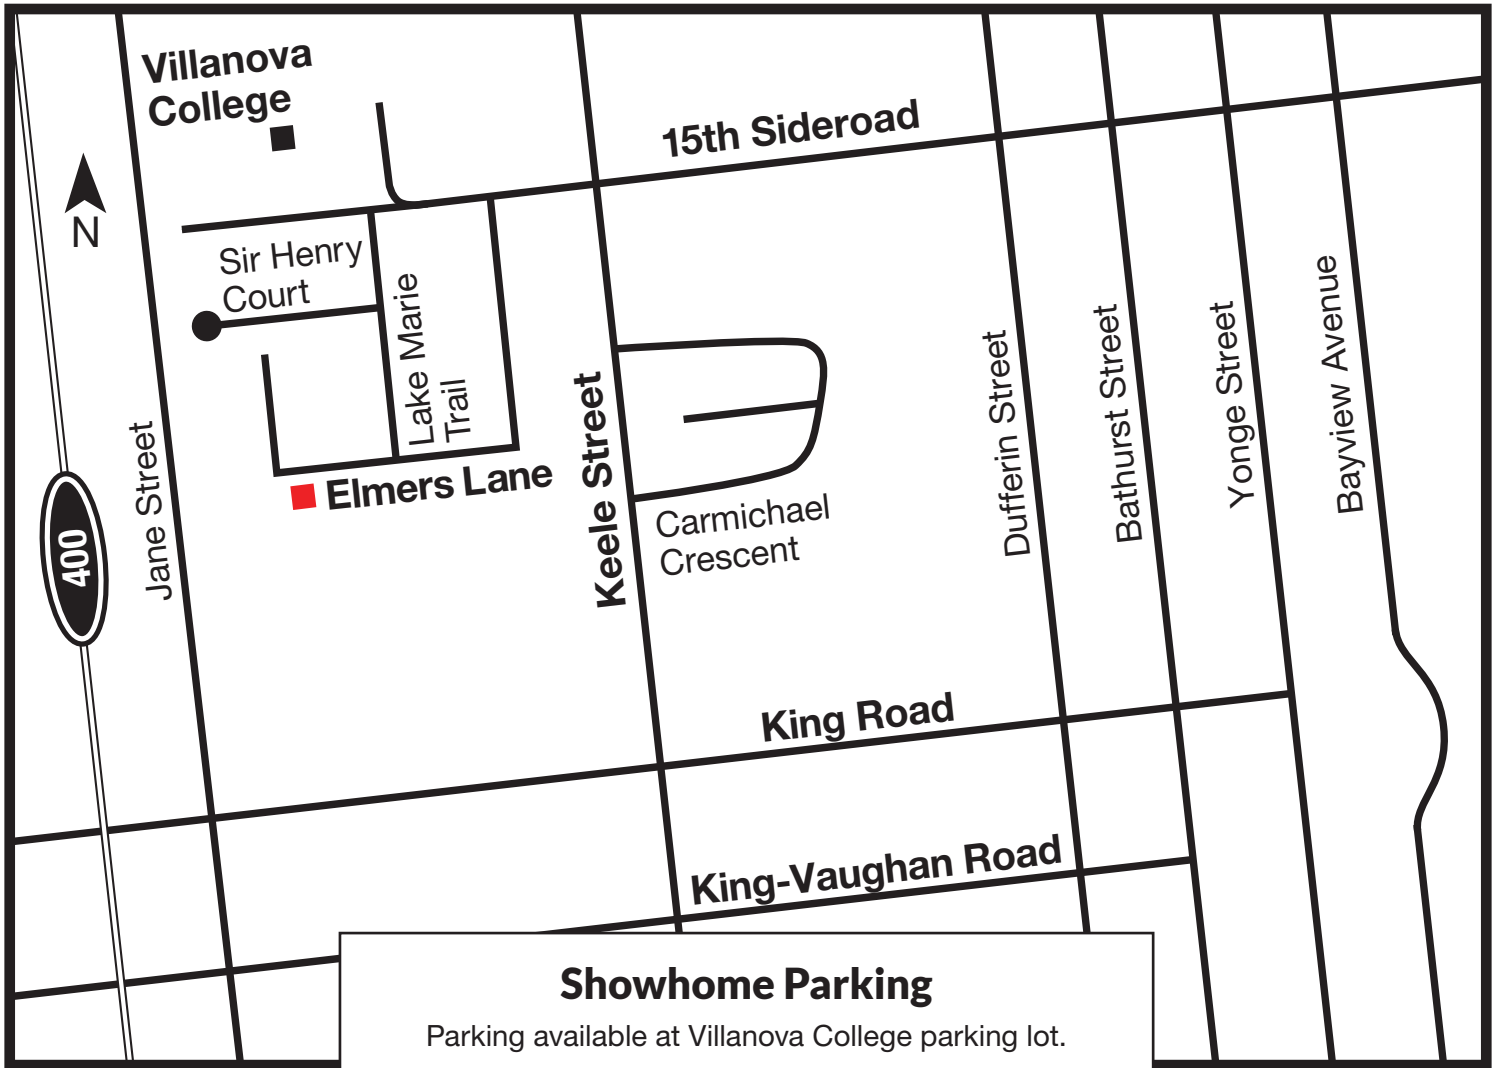 Villanova
College
15th Sideroad
N
Sir Henry
Court
Lake Marie
Trail
Elmers Lane
Keele Street
Carmichael
Crescent
Jane Street
400
Dufferin Street
Bathurst Street
Yonge Street
Bayview Avenue
King Road
King-Vaughan Road
Showhome Parking
Parking available at Villanova College parking lot.